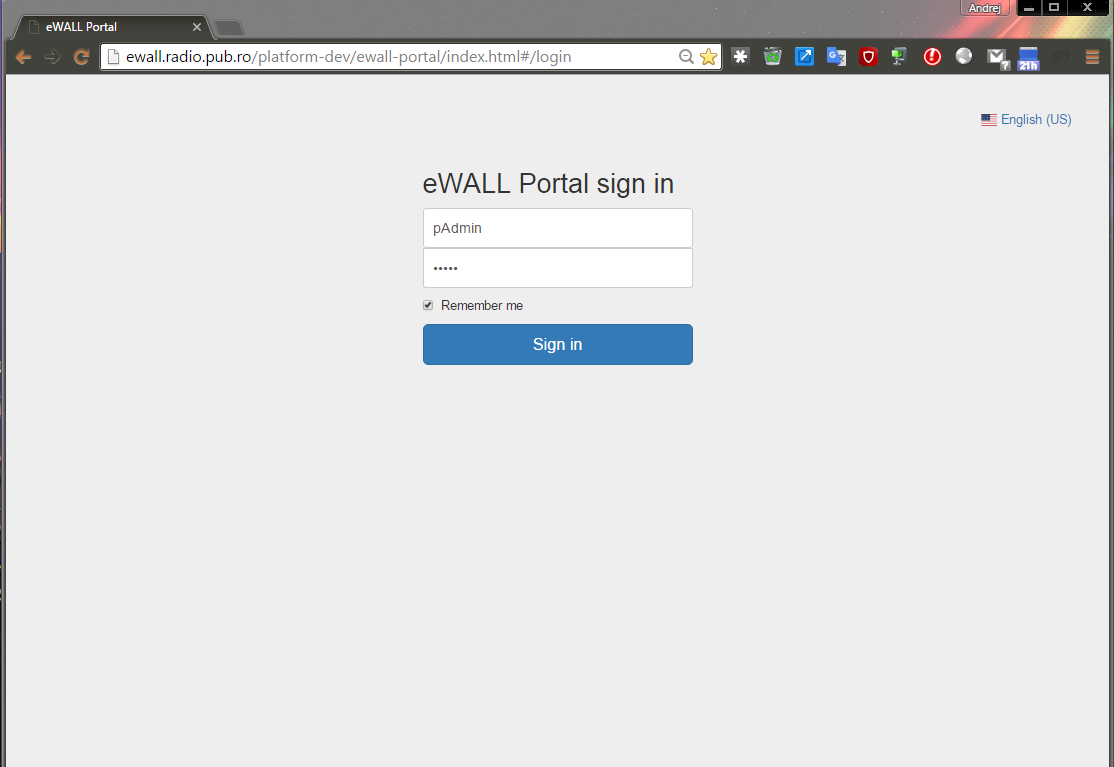 Andrej
eWALL Portal
ewall.radio.pub.ro/platform-dev/ewall-portal/index.html#/login
21h
English (US)
eWALL Portal sign in
pAdmin
•••••
Remember me
Sign in